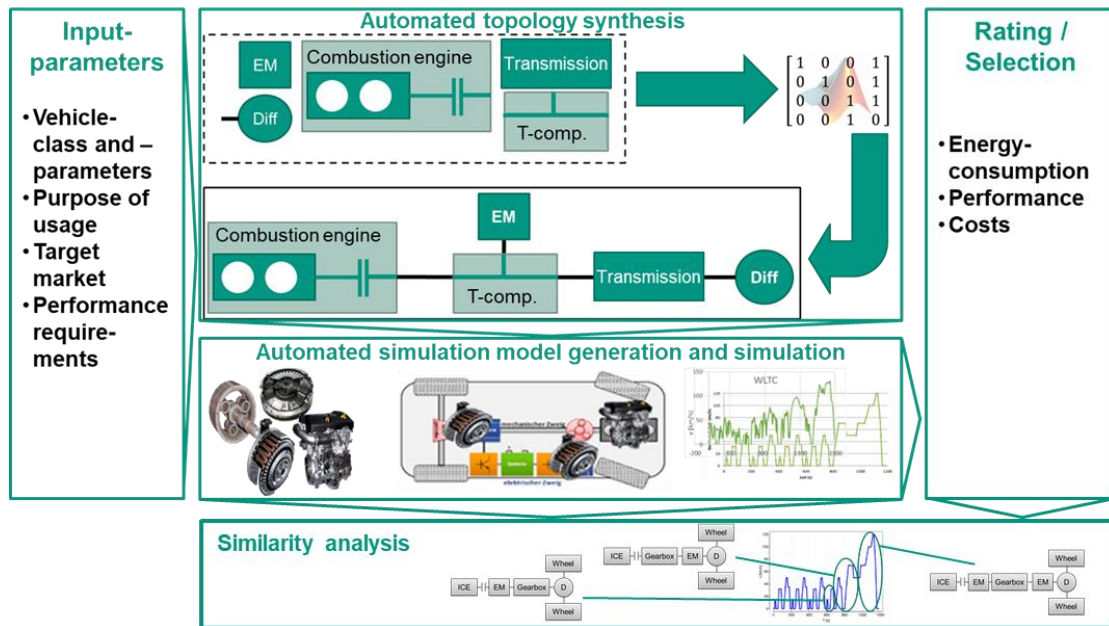 Input-
parameters
• Vehicle-
class and –
parameters
• Purpose of
usage
• Target
market
• Performance
require-
ments
Automated topology synthesis
EM
Diff
Combustion engine
Transmission
T-comp.
1 0 0 1
0 1 0 1
0 0 1 1
0 0 1 0
Combustion engine
EM
T-comp.
Transmission
Diff
Automated simulation model generation and simulation
mechanischer Zweig
elektrischer Zweig
WLTC
Rating /
Selection
• Energy-
consumption
• Performance
• Costs
Similarity analysis
ICE
EM
Gearbox
D
Wheel
Wheel
ICE
Gearbox
EM
D
Wheel
Wheel
ICE
EM
Gearbox
EM
D
Wheel
Wheel